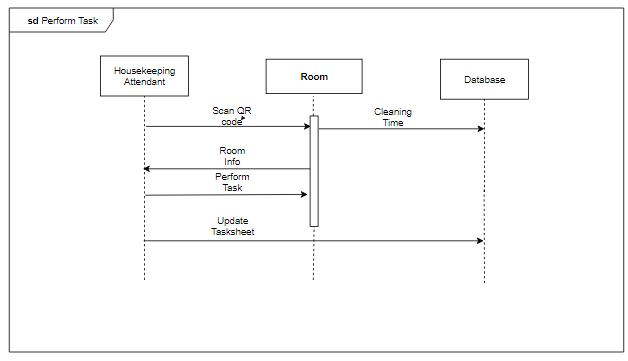 sd Perform Task
Housekeeping
Attendant
Room
Database
Scan QR
code
Cleaning
Time
Room
Info
Perform
Task
Update
Tasksheet